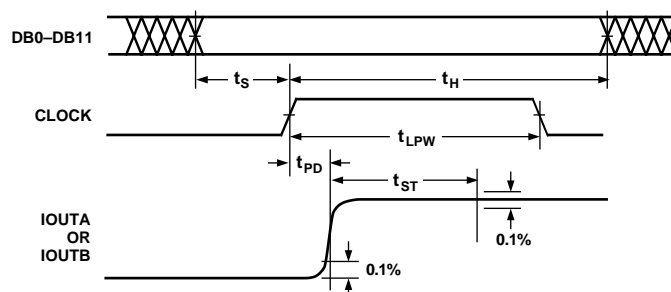 DB0–DB11
tS
tH
CLOCK
tLPW
tPD
tST
IOUTA
OR
IOUTB
0.1%
0.1%